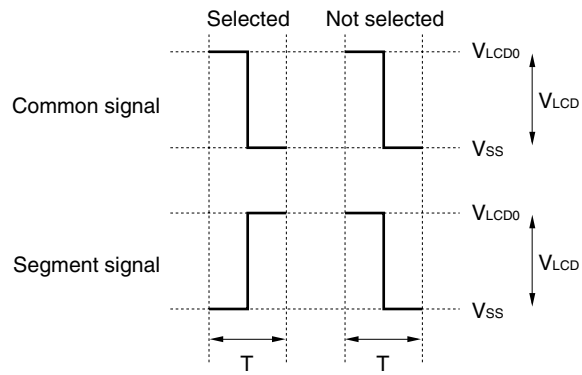 Selected Not selected
VLCD0
Common signal
VLCD
VSS
VLCD0
Segment signal
VLCD
VSS
T T